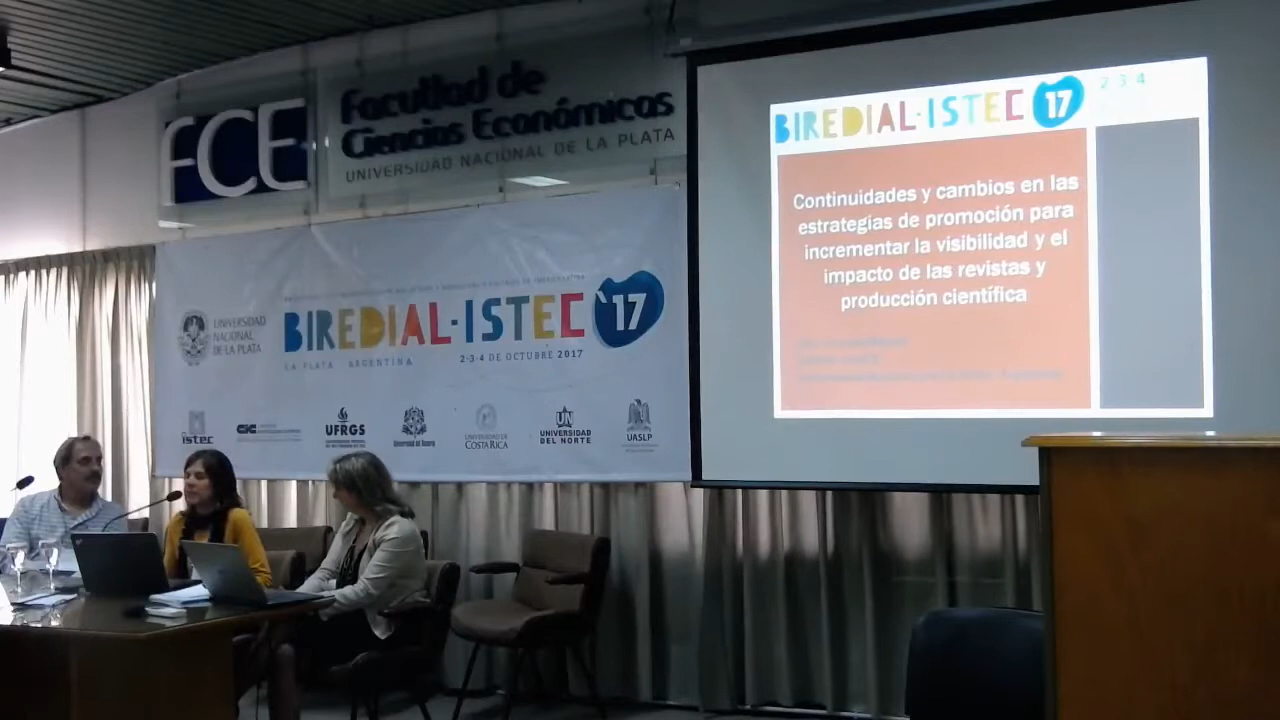 FCE
Facultad de
Ciencias Económicas
UNIVERSIDAD NACIONAL DE LA PLATA
BIREDIAL-ISTEC '17
2-3-4 DE OCTUBRE 2017
LA PLATA ARGENTINA
UNIVERSIDAD
NACIONAL
DE LA PLATA
istec
CIC
UFRGS
UNIVERSIDAD DE
COSTA RICA
UN
UNIVERSIDAD
DEL NORTE
UASLP
BIREDIAL-ISTEC 17
2 3 4
Continuidades y cambios en las
estrategias de promoción para
incrementar la visibilidad y el
impacto de las revistas y
producción científica